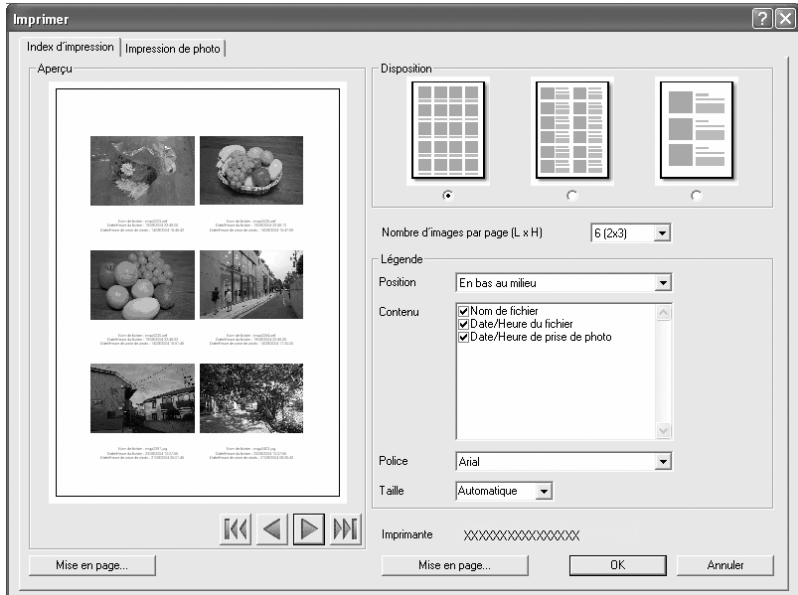 Imprimer
Index d'impression
Impression de photo
Aperçu
Disposition
Nombre d'images par page (L x H)
6 (2x3)
Légende
Position
En bas au milieu
Contenu
Nom de fichier
Date/Heure du fichier
Date/Heure de prise de photo
Police
Arial
Taille
Automatique
Imprimante
XXXXXXXXXXXXXXXX
Mise en page...
Mise en page...
OK
Annuler